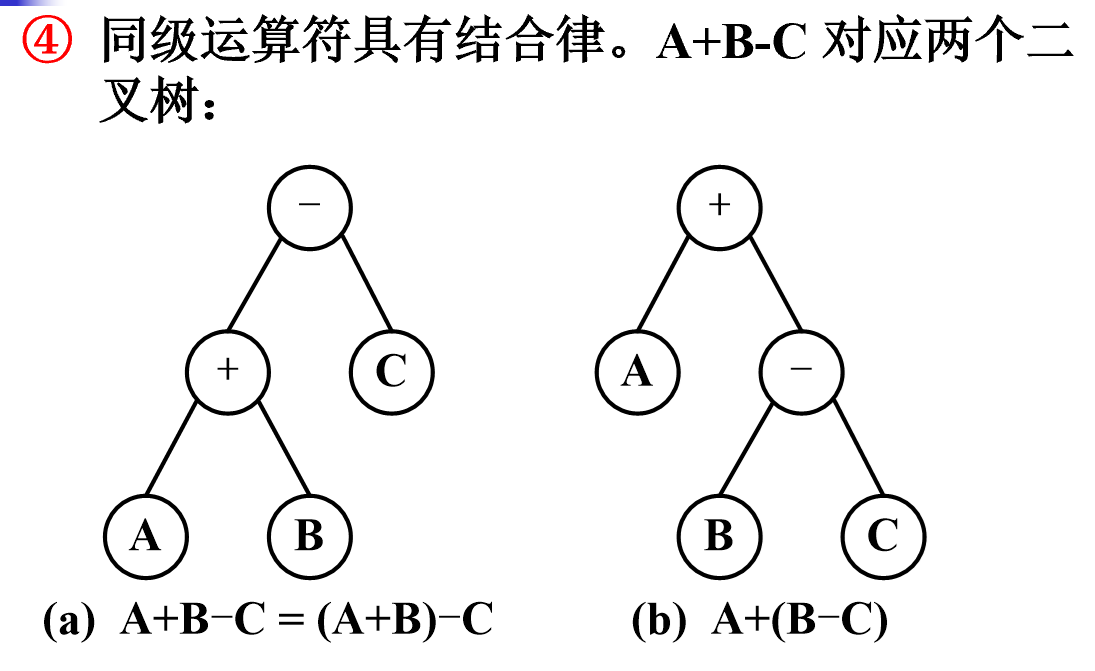 ④ 同级运算符具有结合律。A+B-C 对应两个二
叉树：
− +
+ C A −
A B B C
(a) A+B−C = (A+B)−C (b) A+(B−C)